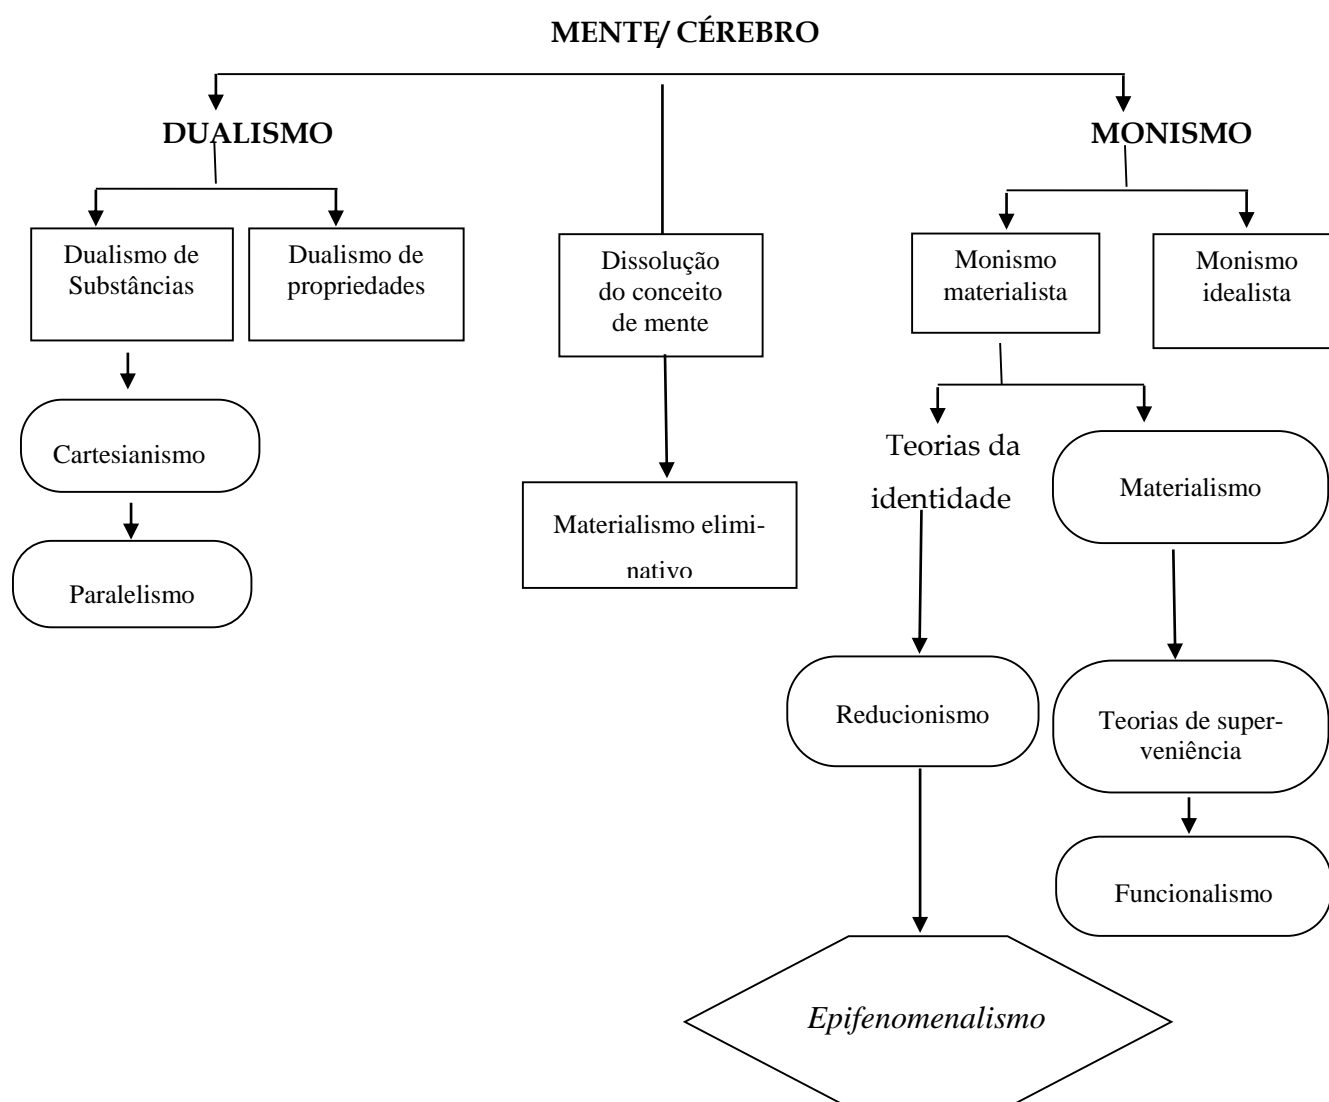 MENTE/ CÉREBRO
DUALISMO
MONISMO
Dualismo de
Substâncias
Dualismo de
propriedades
Dissolução
do conceito
de mente
Monismo
materialista
Monismo
idealista
Cartesianismo
Teorias da
identidade
Materialismo
Materialismo elimi-
nativo
Paralelismo
Reducionismo
Teorias de super-
veniência
Funcionalismo
Epifenomenalismo